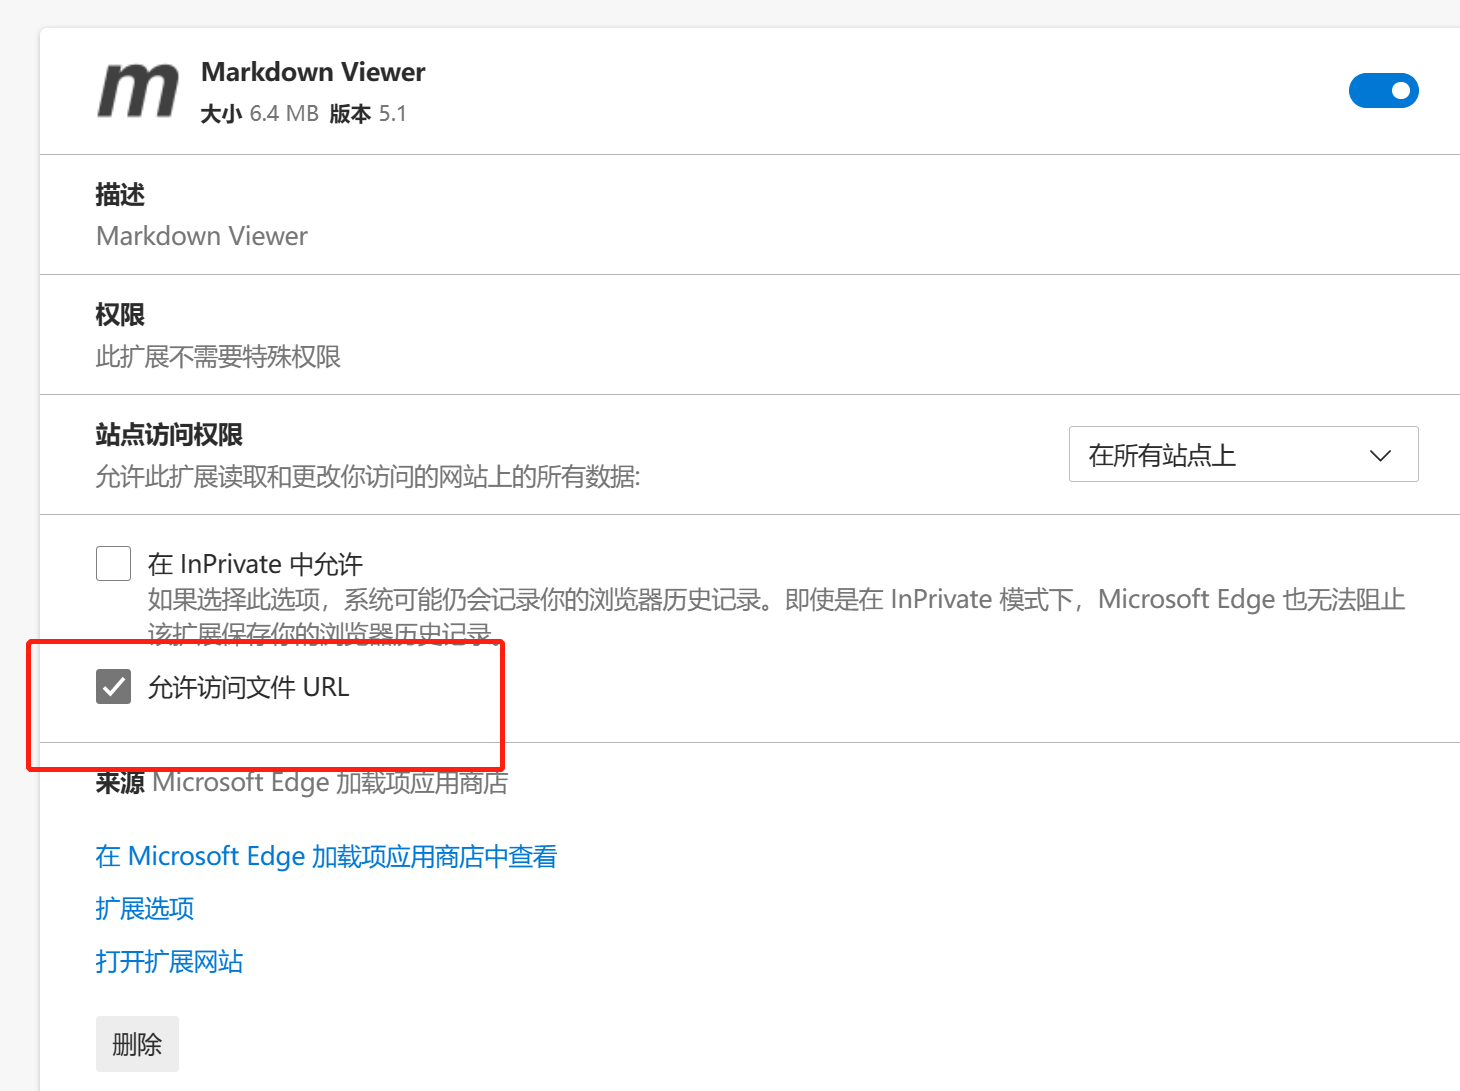 m
Markdown Viewer
大小 6.4 MB 版本 5.1
描述
Markdown Viewer
权限
此扩展不需要特殊权限
站点访问权限
允许此扩展读取和更改你访问的网站上的所有数据:
在所有站点上
在 InPrivate 中允许
如果选择此选项，系统可能仍会记录你的浏览器历史记录。即使是在 InPrivate 模式下，Microsoft Edge 也无法阻止
该扩展保存你的浏览器历史记录。
允许访问文件 URL
来源 Microsoft Edge 加载项应用商店
在 Microsoft Edge 加载项应用商店中查看
扩展选项
打开扩展网站
删除